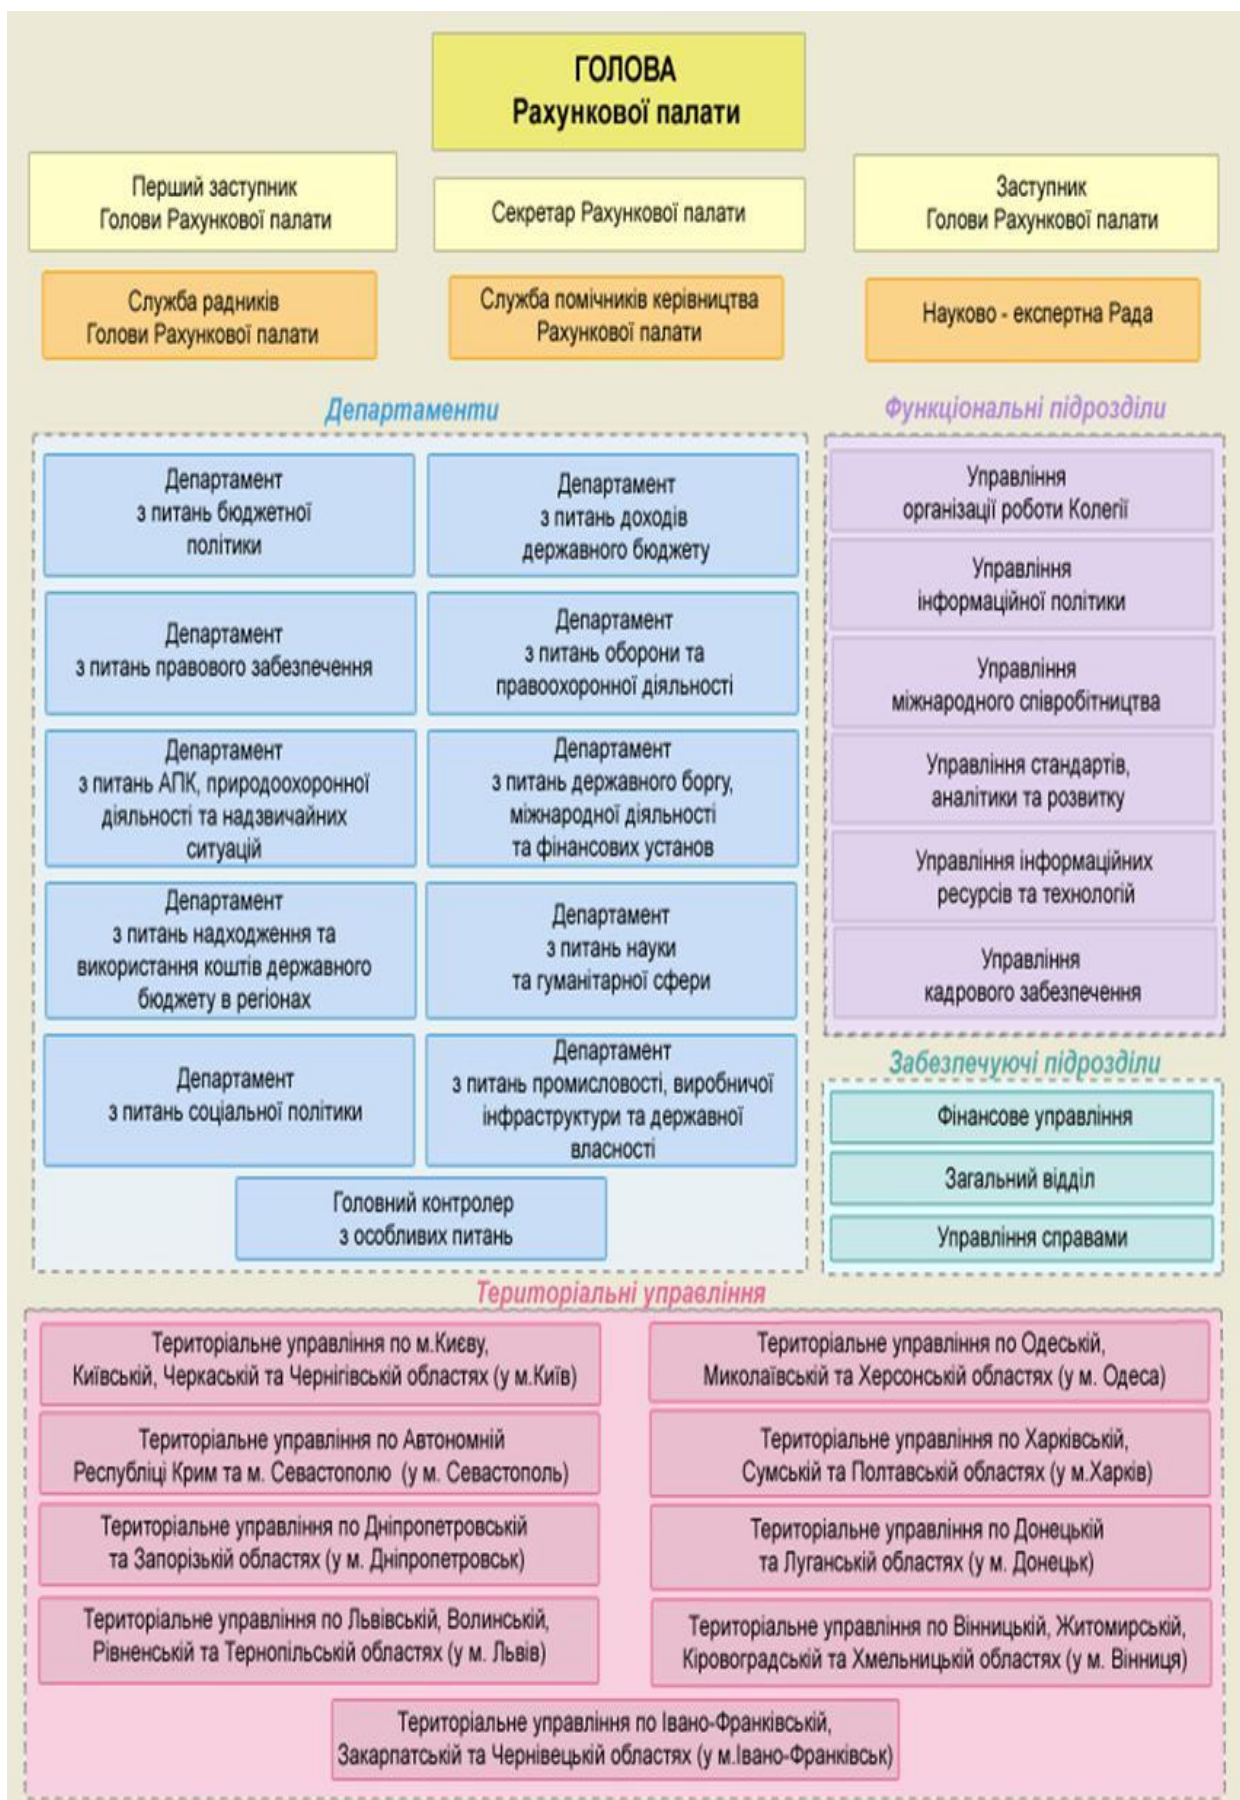 ГОЛОВА
Рахункової палати
Перший заступник
Голови Рахункової палати
Секретар Рахункової палати
Заступник
Голови Рахункової палати
Служба радників
Голови Рахункової палати
Служба помічників керівництва
Рахункової палати
Науково - експертна Рада
Департаменти
Департамент
з питань бюджетної
політики
Департамент
з питань доходів
державного бюджету
Департамент
з питань правового забезпечення
Департамент
з питань оборони та
правоохоронної діяльності
Департамент
з питань АПК, природоохоронної
діяльності та надзвичайних
ситуацій
Департамент
з питань державного боргу,
міжнародної діяльності
та фінансових установ
Департамент
з питань надходження та
використання коштів державного
бюджету в регіонах
Департамент
з питань науки
та гуманітарної сфери
Департамент
з питань соціальної політики
Департамент
з питань промисловості, виробничої
інфраструктури та державної
власності
Головний контролер
з особливих питань
Функціональні підрозділи
Управління
організації роботи Колегії
Управління
інформаційної політики
Управління
міжнародного співробітництва
Управління стандартів,
аналітики та розвитку
Управління інформаційних
ресурсів та технологій
Управління
кадрового забезпечення
Забезпечуючі підрозділи
Фінансове управління
Загальний відділ
Управління справами
Територіальні управління
Територіальне управління по м.Києву,
Київській, Черкаській та Чернігівській областях (у м.Київ)
Територіальне управління по Одеській,
Миколаївській та Херсонській областях (у м. Одеса)
Територіальне управління по Автономній
Республіці Крим та м. Севастополю (у м. Севастополь)
Територіальне управління по Харківській,
Сумській та Полтавській областях (у м.Харків)
Територіальне управління по Дніпропетровській
та Запорізькій областях (у м. Дніпропетровськ)
Територіальне управління по Донецькій
та Луганській областях (у м. Донецьк)
Територіальне управління по Львівській, Волинській,
Рівненській та Тернопільській областях (у м. Львів)
Територіальне управління по Вінницькій, Житомирській,
Кіровоградській та Хмельницькій областях (у м. Вінниця)
Територіальне управління по Івано-Франківській,
Закарпатській та Чернівецькій областях (у м.Івано-Франківськ)